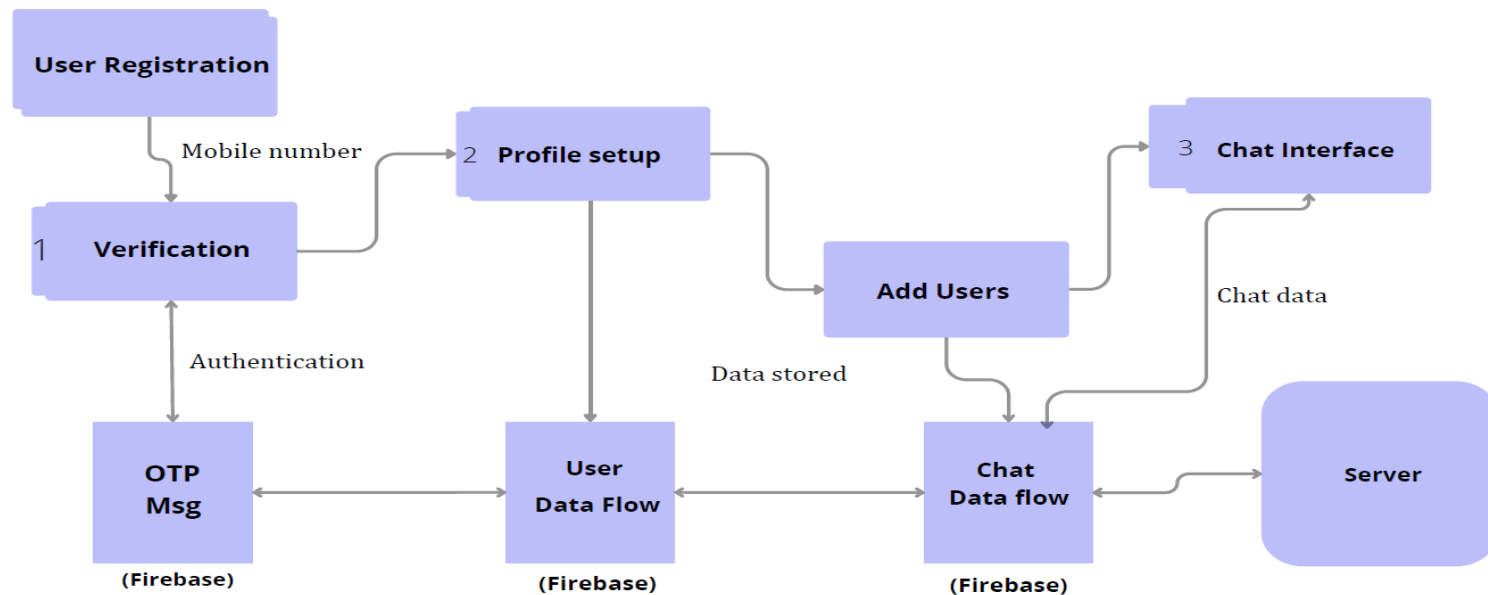 User Registration
Mobile number
2
Profile setup
3
Chat Interface
1
Verification
Add Users
Chat data
Authentication
Data stored
OTP
Msg
User
Data Flow
Chat
Data flow
Server
(Firebase)
(Firebase)
(Firebase)